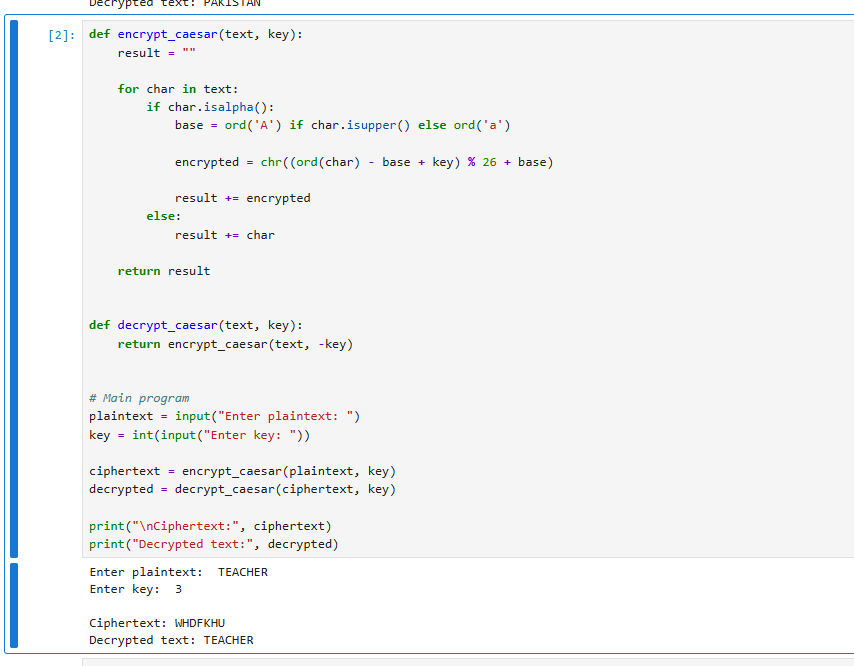 Decrypted text: PAKISTAN
[2]: def encrypt_caesar(text, key):
    result = ""
    for char in text:
        if char.isalpha():
            base = ord('A') if char.isupper() else ord('a')
            encrypted = chr((ord(char) - base + key) % 26 + base)
            result += encrypted
        else:
            result += char
    return result
def decrypt_caesar(text, key):
    return encrypt_caesar(text, -key)
# Main program
plaintext = input("Enter plaintext: ")
key = int(input("Enter key: "))
ciphertext = encrypt_caesar(plaintext, key)
decrypted = decrypt_caesar(ciphertext, key)
print("\nCiphertext:", ciphertext)
print("Decrypted text:", decrypted)
Enter plaintext:  TEACHER
Enter key:  3
Ciphertext: WHDFKHU
Decrypted text: TEACHER